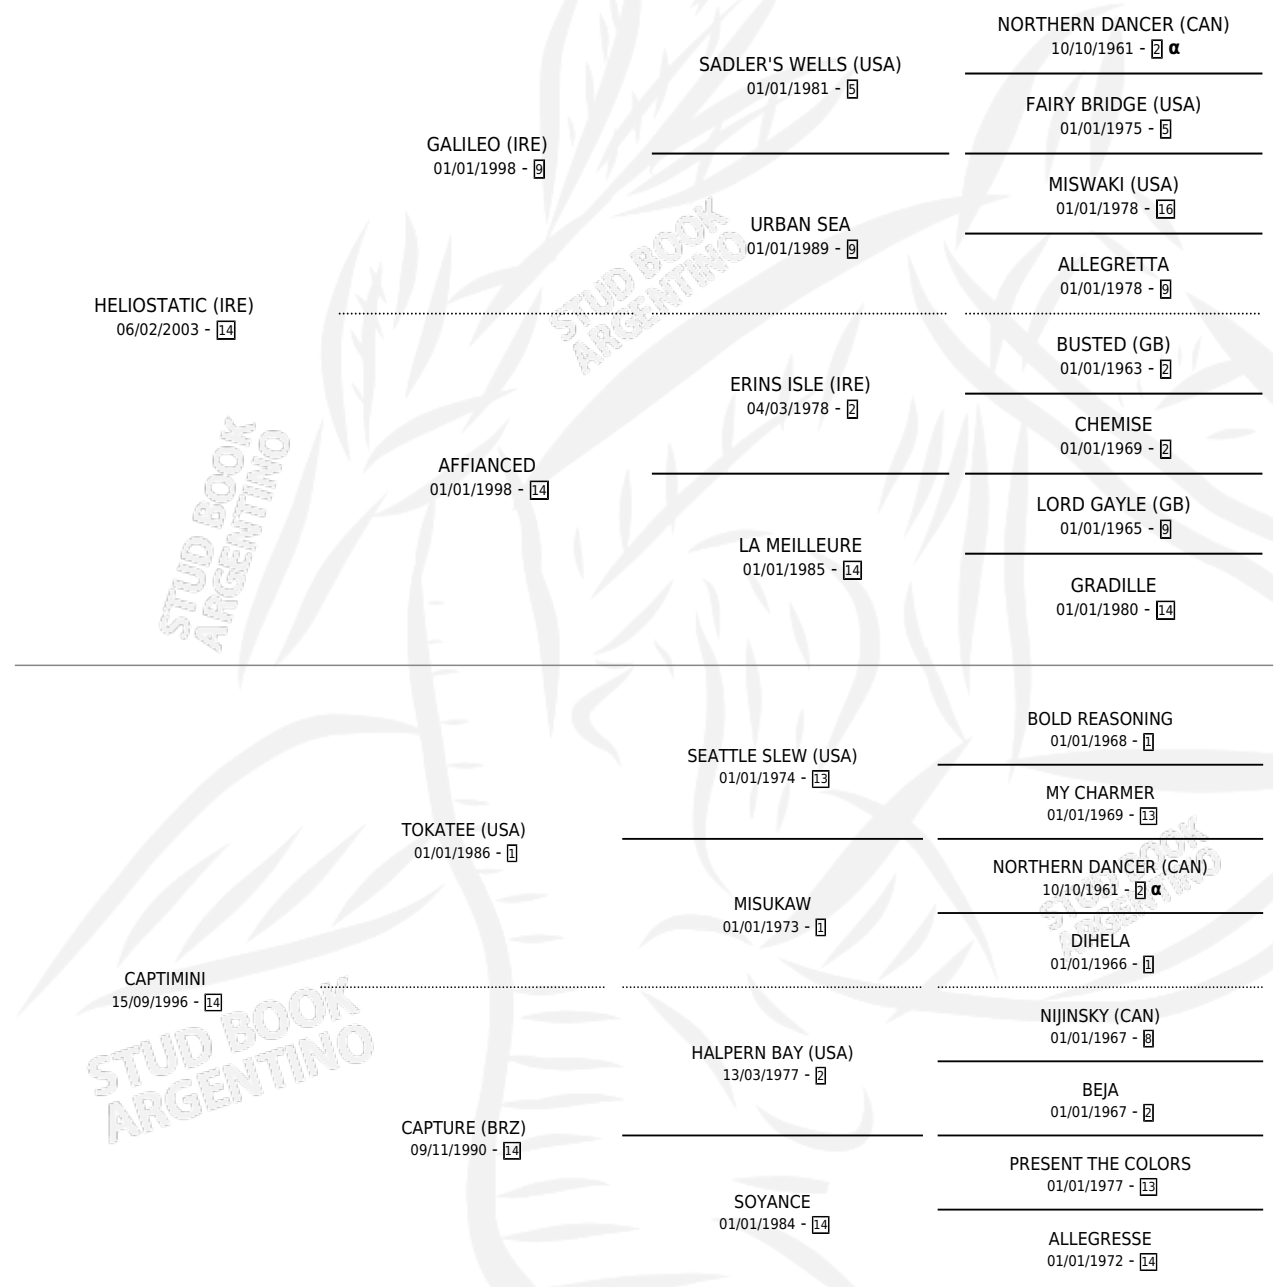 NORTHERN DANCER (CAN)
10/10/1961 - 2 α
SADLER'S WELLS (USA)
01/01/1981 - 5
FAIRY BRIDGE (USA)
01/01/1975 - 5
GALILEO (IRE)
01/01/1998 - 9
MISWAKI (USA)
01/01/1978 - 16
URBAN SEA
01/01/1989 - 9
ALLEGRETTA
01/01/1978 - 9
HELIOSTATIC (IRE)
06/02/2003 - 14
BUSTED (GB)
01/01/1963 - 2
ERINS ISLE (IRE)
04/03/1978 - 2
CHEMISE
01/01/1969 - 2
AFFIANCED
01/01/1998 - 14
LORD GAYLE (GB)
01/01/1965 - 9
LA MEILLEURE
01/01/1985 - 14
GRADILLE
01/01/1980 - 14
STUD BOOK
ARGENTINO
STUD BOOK
ARGENTINO
BOLD REASONING
01/01/1968 - 1
SEATTLE SLEW (USA)
01/01/1974 - 13
MY CHARMER
01/01/1969 - 13
TOKATEE (USA)
01/01/1986 - 1
NORTHERN DANCER (CAN)
10/10/1961 - 2 α
MISUKAW
01/01/1973 - 1
DIHELA
01/01/1966 - 1
CAPTIMINI
15/09/1996 - 14
NIJINSKY (CAN)
01/01/1967 - 8
HALPERN BAY (USA)
13/03/1977 - 2
BEJA
01/01/1967 - 2
CAPTURE (BRZ)
09/11/1990 - 14
PRESENT THE COLORS
01/01/1977 - 13
SOYANCE
01/01/1984 - 14
ALLEGRESSE
01/01/1972 - 14
STUD BOOK
ARGENTINO
STUD BOOK
ARGENTINO